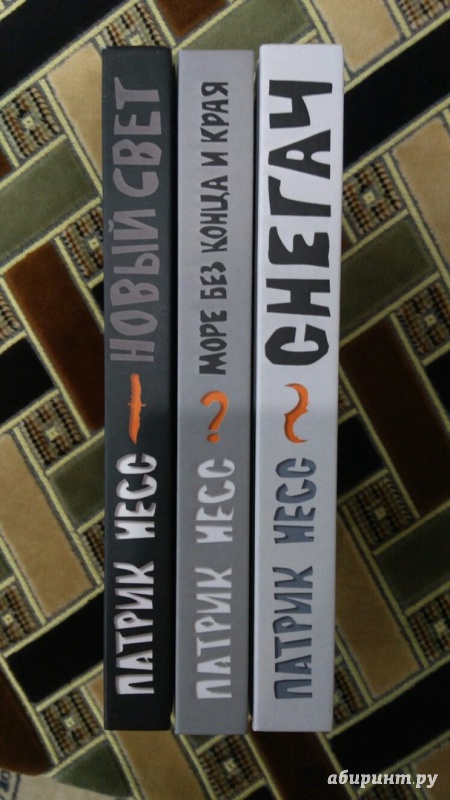 ПАТРИК НЕСС НОВЫЙ СВЕТ
ПАТРИК НЕСС ? МОРЕ БЕЗ КОНЦА И КРАЯ
ПАТРИК НЕСС СНЕГАЧ
абиринт.ру